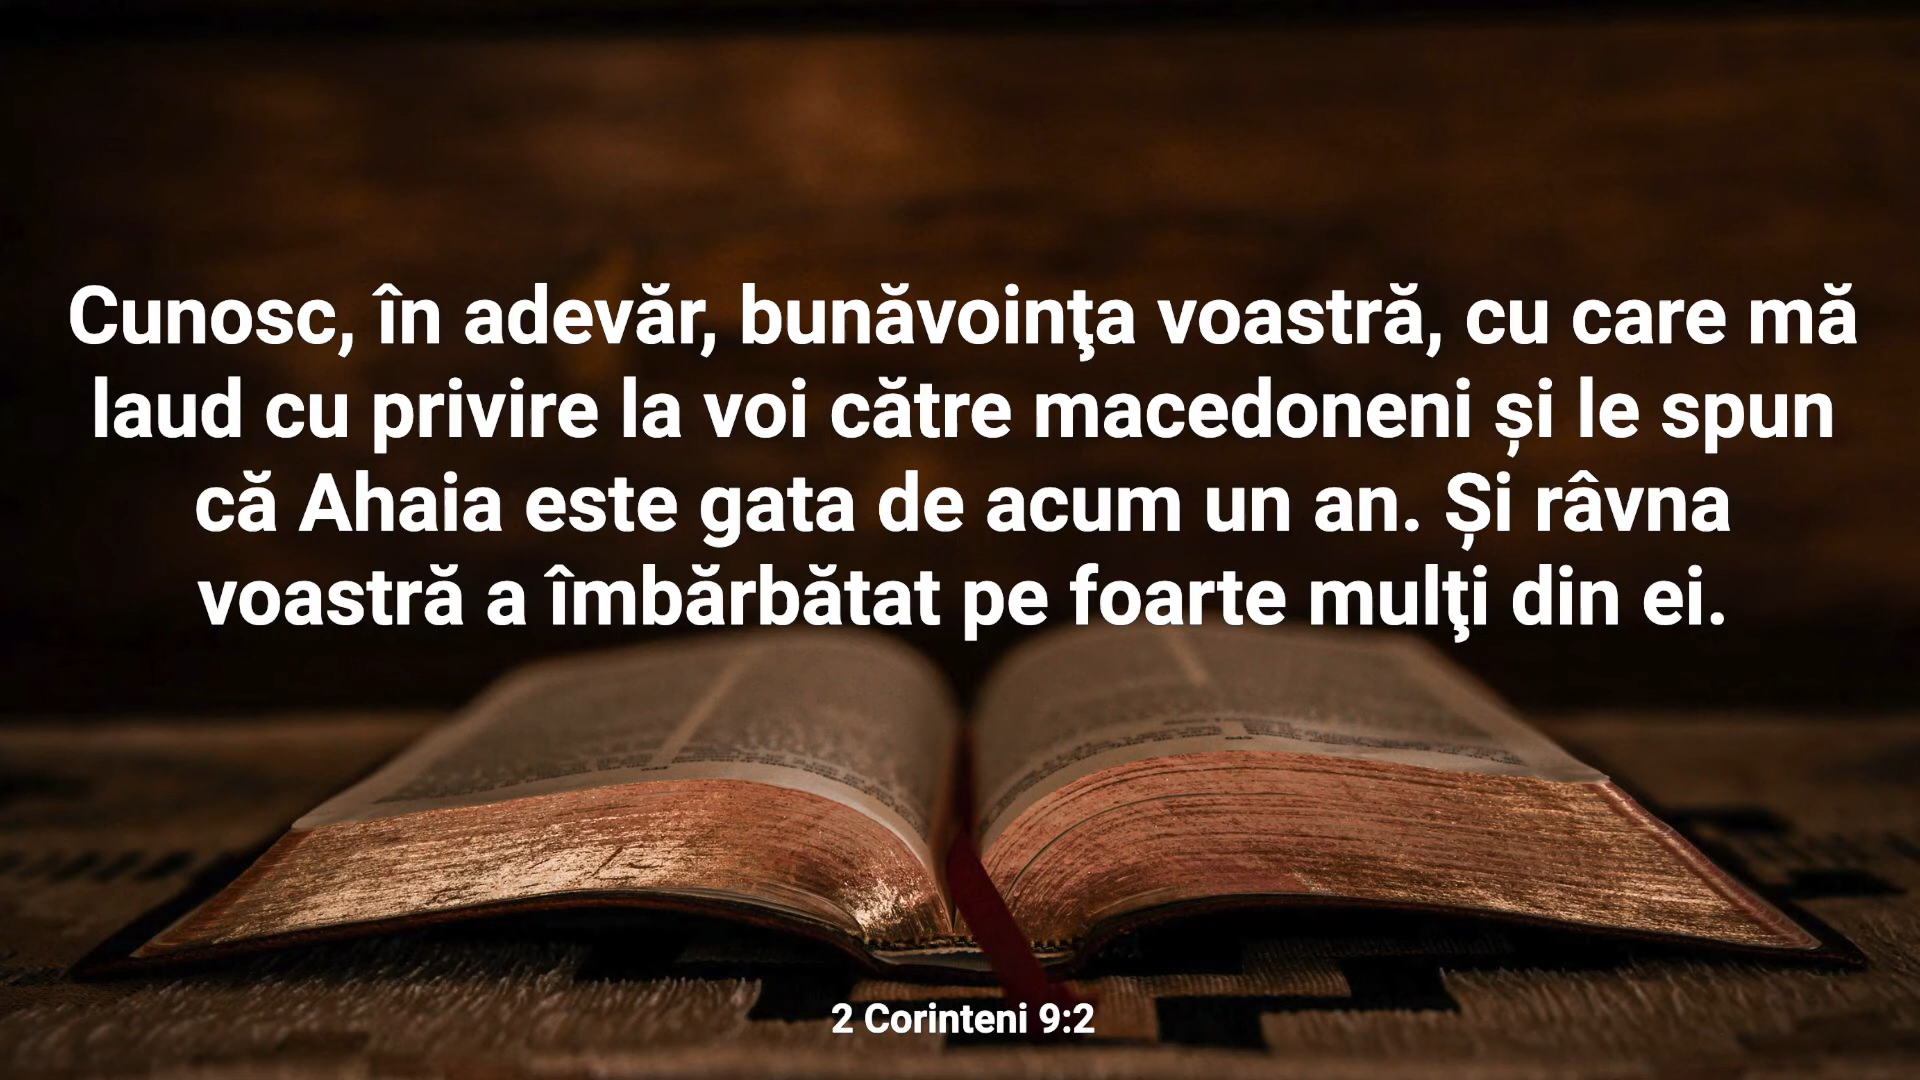 Cunosc, în adevăr, bunăvoinţa voastră, cu care mă
laud cu privire la voi către macedoneni și le spun
că Ahaia este gata de acum un an. Și râvna
voastră a îmbărbătat pe foarte mulţi din ei.
2 Corinteni 9:2